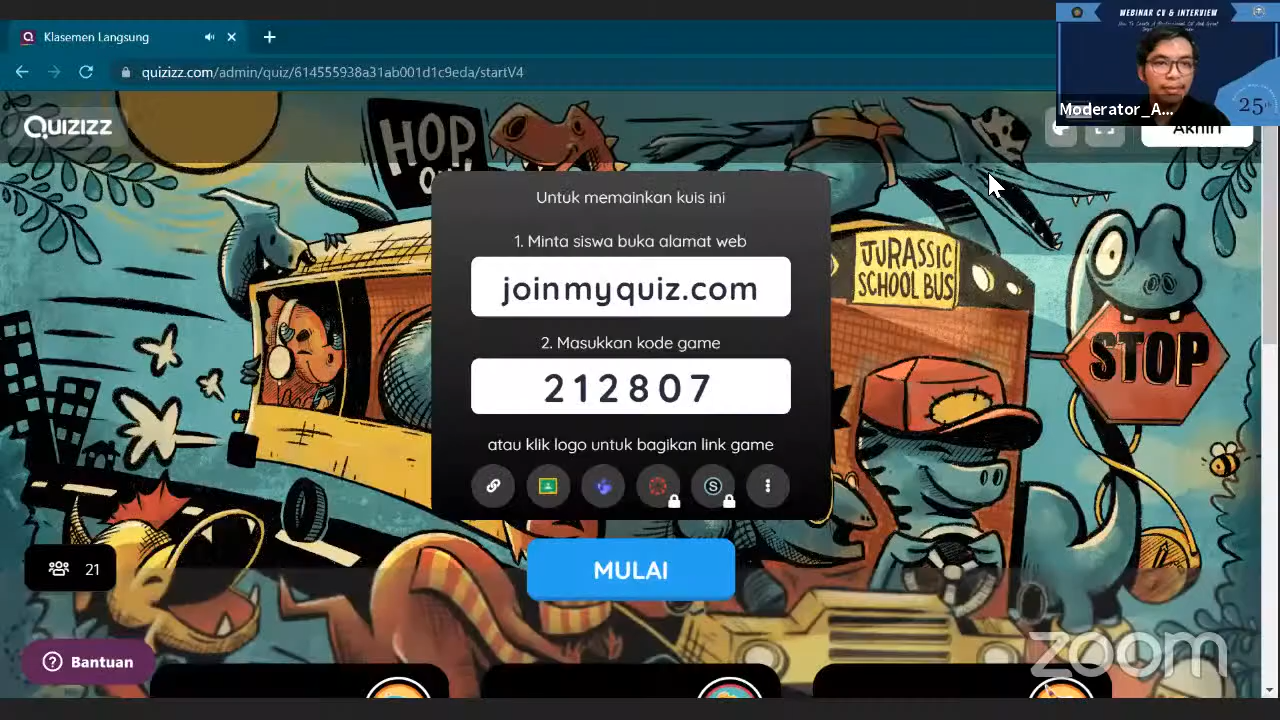 Klasemen Langsung
quizizz.com/admin/quiz/614555938a31ab001d1c9eda/startV4
WEBINAR CV & INTERVIEW
Moderator_A...
25th
Quizizz
Akhiri
HOP
Untuk memainkan kuis ini
1. Minta siswa buka alamat web
joinmyquiz.com
2. Masukkan kode game
212807
atau klik logo untuk bagikan link game
S
MULAI
JURASSIC
SCHOOL BUS
STOP
21
Bantuan
zoom